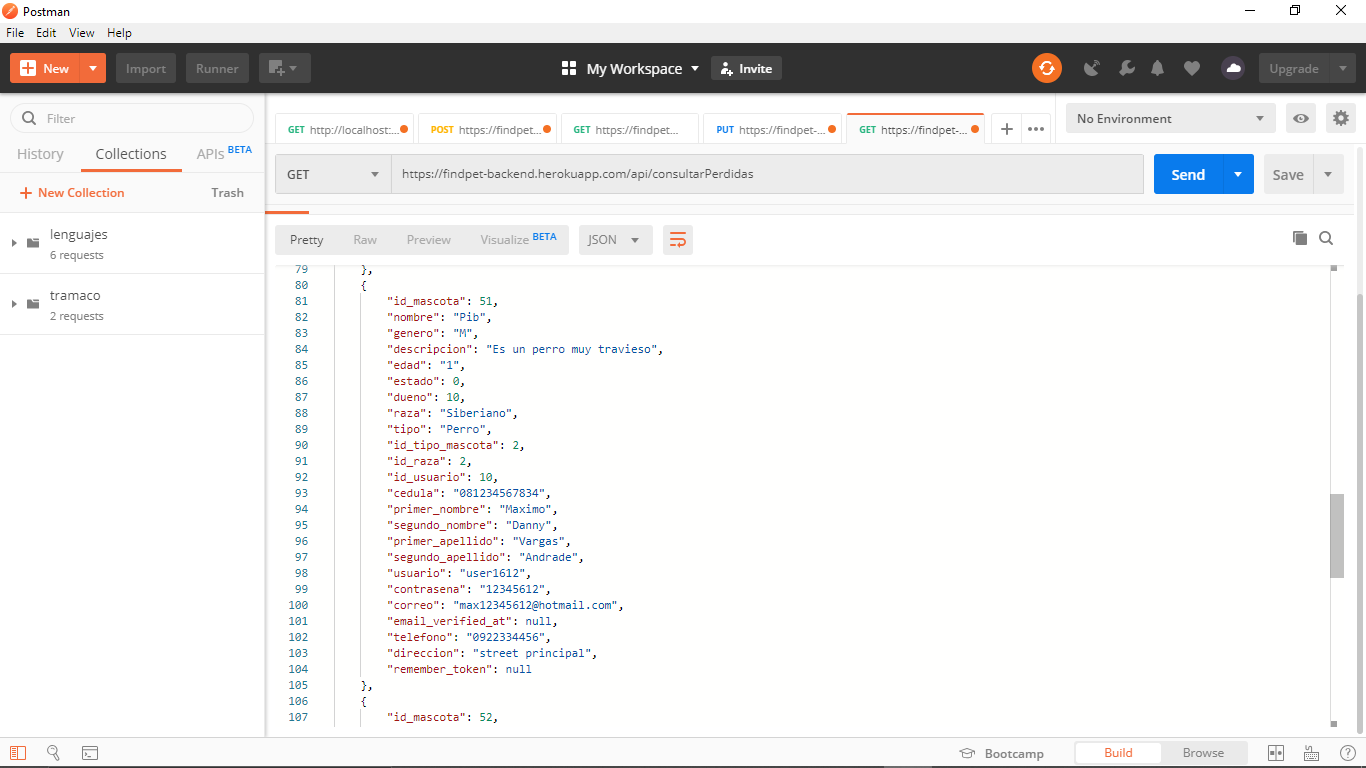 Postman
File Edit View Help
New Import Runner My Workspace Invite Upgrade
Filter
History Collections APIs BETA
New Collection Trash
lenguajes
6 requests
tramaco
2 requests
GET http://localhost:... POST https://findpet... GET https://findpet... PUT https://findpet-... GET https://findpet-... No Environment
GET https://findpet-backend.herokuapp.com/api/consultarPerdidas Send Save
Pretty Raw Preview Visualize BETA JSON
79 },
80 {
81 "id_mascota": 51,
82 "nombre": "Pib",
83 "genero": "M",
84 "descripcion": "Es un perro muy travieso",
85 "edad": "1",
86 "estado": 0,
87 "dueno": 10,
88 "raza": "Siberiano",
89 "tipo": "Perro",
90 "id_tipo_mascota": 2,
91 "id_raza": 2,
92 "id_usuario": 10,
93 "cedula": "081234567834",
94 "primer_nombre": "Maximo",
95 "segundo_nombre": "Danny",
96 "primer_apellido": "Vargas",
97 "segundo_apellido": "Andrade",
98 "usuario": "user1612",
99 "contrasena": "12345612",
100 "correo": "max12345612@hotmail.com",
101 "email_verified_at": null,
102 "telefono": "0922334456",
103 "direccion": "street principal",
104 "remember_token": null
105 },
106 {
107 "id_mascota": 52,
Bootcamp Build Browse